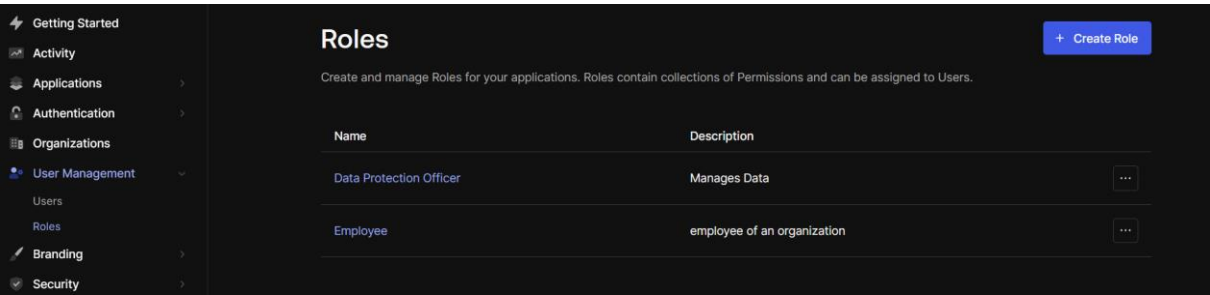 Getting Started
Activity
Applications
Authentication
Organizations
User Management
Users
Roles
Branding
Security
Roles
+ Create Role
Create and manage Roles for your applications. Roles contain collections of Permissions and can be assigned to Users.
Name Description
Data Protection Officer Manages Data ...
Employee employee of an organization ...